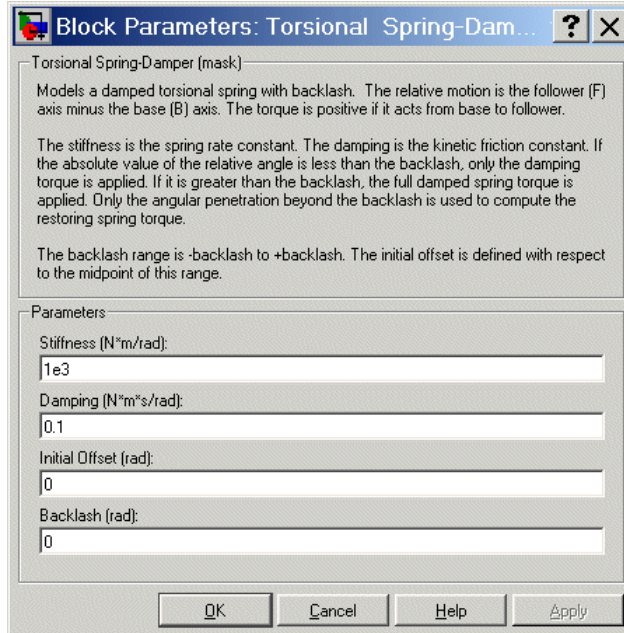 Block Parameters: Torsional Spring-Dam...
Torsional Spring-Damper (mask)
Models a damped torsional spring with backlash. The relative motion is the follower (F)
axis minus the base (B) axis. The torque is positive if it acts from base to follower.
The stiffness is the spring rate constant. The damping is the kinetic friction constant. If
the absolute value of the relative angle is less than the backlash, only the damping
torque is applied. If it is greater than the backlash, the full damped spring torque is
applied. Only the angular penetration beyond the backlash is used to compute the
restoring spring torque.
The backlash range is -backlash to +backlash. The initial offset is defined with respect
to the midpoint of this range.
Parameters
Stiffness (N*m/rad):
1e3
Damping (N*m*s/rad):
0.1
Initial Offset (rad):
0
Backlash (rad):
0
OK Cancel Help Apply